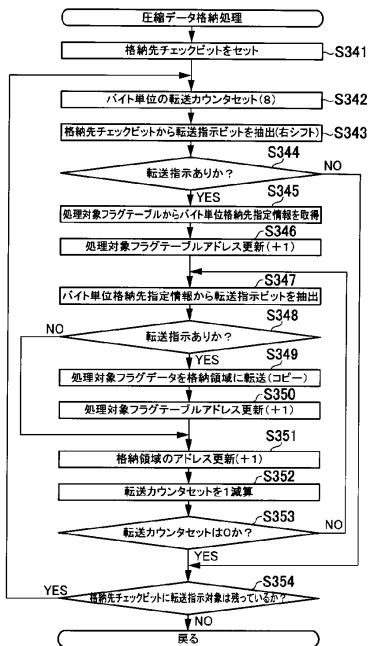 圧縮データ格納処理
格納先チェックビットをセット
S341
バイト単位の転送カウンタセット(8)
S342
格納先チェックビットから転送指示ビットを抽出(右シフト)
S343
S344
転送指示ありか?
NO
YES
S345
処理対象フラグテーブルからバイト単位格納先指定情報を取得
S346
処理対象フラグテーブルアドレス更新(+1)
S347
バイト単位格納先指定情報から転送指示ビットを抽出
S348
NO
転送指示ありか?
YES
S349
処理対象フラグデータを格納領域に転送(コピー)
S350
処理対象フラグテーブルアドレス更新(+1)
S351
格納領域のアドレス更新(+1)
S352
転送カウンタセットを1減算
S353
転送カウンタセットは0か?
NO
YES
S354
YES
格納先チェックビットに転送指示対象は残っているか?
NO
戻る